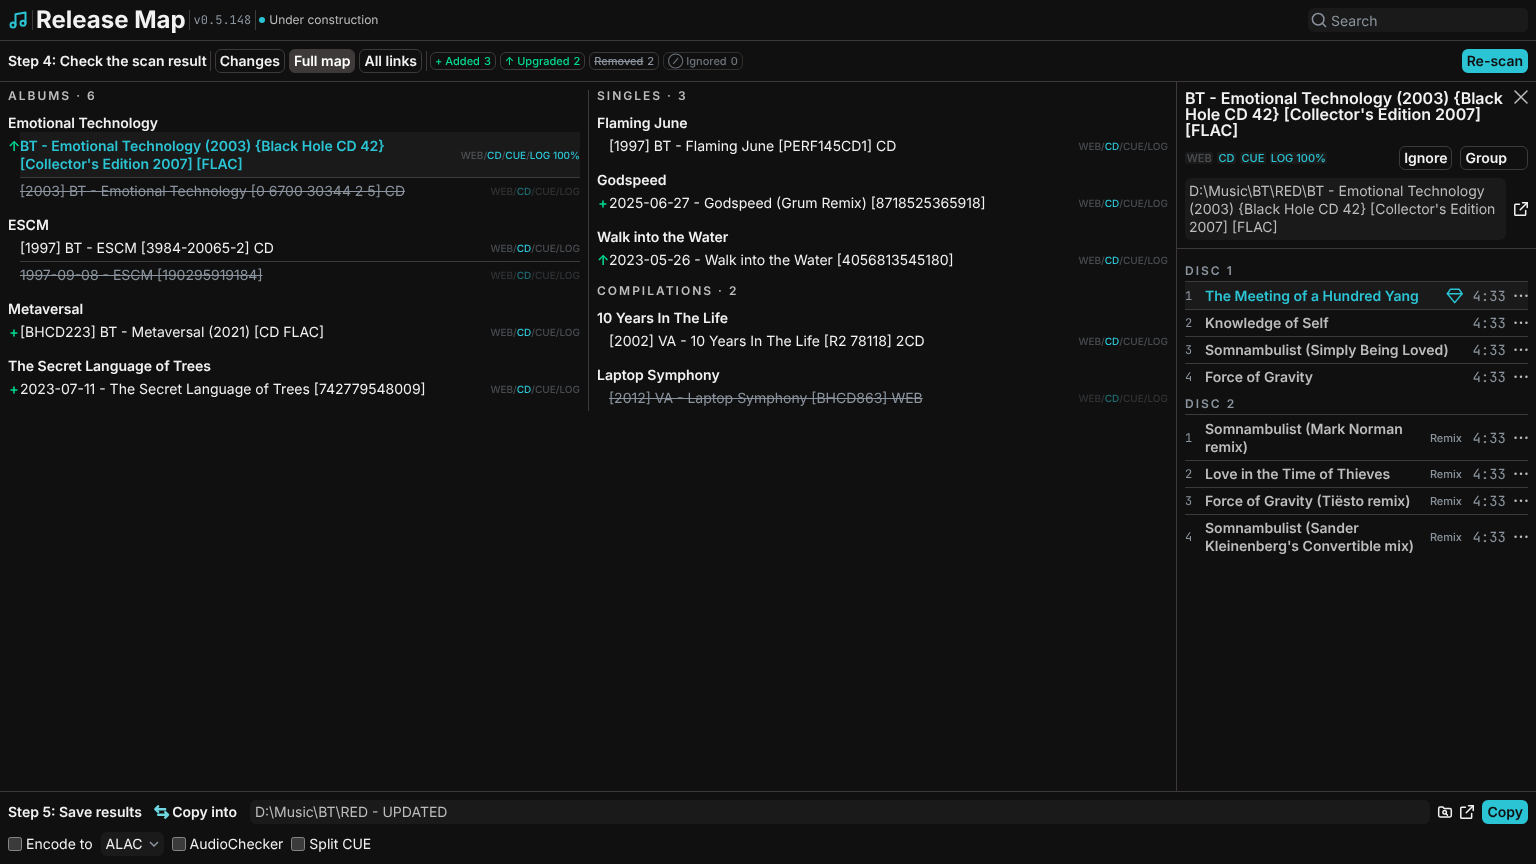 Release Map v0.5.148 Under construction Search
Step 4: Check the scan result Changes Full map All links + Added 3 ↑ Upgraded 2 Removed 2 Ignored 0 Re-scan
ALBUMS · 6
Emotional Technology
↑BT - Emotional Technology (2003) {Black Hole CD 42}
[Collector's Edition 2007] [FLAC] WEB/CD/CUE/LOG 100%
[2003] BT - Emotional Technology [0 6700 30344 2 5] CD WEB/CD/CUE/LOG
ESCM
[1997] BT - ESCM [3984-20065-2] CD WEB/CD/CUE/LOG
1997-09-08 - ESCM [190295919184] WEB/CD/CUE/LOG
Metaversal
+[BHCD223] BT - Metaversal (2021) [CD FLAC] WEB/CD/CUE/LOG
The Secret Language of Trees
+2023-07-11 - The Secret Language of Trees [742779548009] WEB/CD/CUE/LOG
SINGLES · 3
Flaming June
[1997] BT - Flaming June [PERF145CD1] CD WEB/CD/CUE/LOG
Godspeed
+2025-06-27 - Godspeed (Grum Remix) [8718525365918] WEB/CD/CUE/LOG
Walk into the Water
↑2023-05-26 - Walk into the Water [4056813545180] WEB/CD/CUE/LOG
COMPILATIONS · 2
10 Years In The Life
[2002] VA - 10 Years In The Life [R2 78118] 2CD WEB/CD/CUE/LOG
Laptop Symphony
[2012] VA - Laptop Symphony [BHCD863] WEB WEB/CD/CUE/LOG
BT - Emotional Technology (2003) {Black
Hole CD 42} [Collector's Edition 2007]
[FLAC]
WEB CD CUE LOG 100% Ignore Group
D:\Music\BT\RED\BT - Emotional Technology
(2003) {Black Hole CD 42} [Collector's Edition
2007] [FLAC]
DISC 1
1 The Meeting of a Hundred Yang 4:33 ···
2 Knowledge of Self 4:33 ···
3 Somnambulist (Simply Being Loved) 4:33 ···
4 Force of Gravity 4:33 ···
DISC 2
1 Somnambulist (Mark Norman
remix) Remix 4:33 ···
2 Love in the Time of Thieves Remix 4:33 ···
3 Force of Gravity (Tiësto remix) Remix 4:33 ···
4 Somnambulist (Sander
Kleinenberg's Convertible mix) Remix 4:33 ···
Step 5: Save results Copy into D:\Music\BT\RED - UPDATED Copy
Encode to ALAC AudioChecker Split CUE